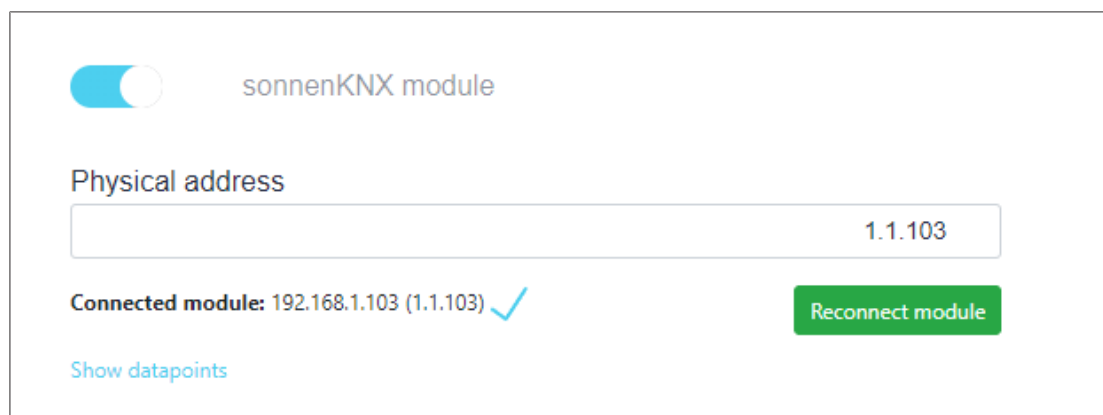 sonnenKNX module
Physical address
1.1.103
Connected module: 192.168.1.103 (1.1.103)
Reconnect module
Show datapoints